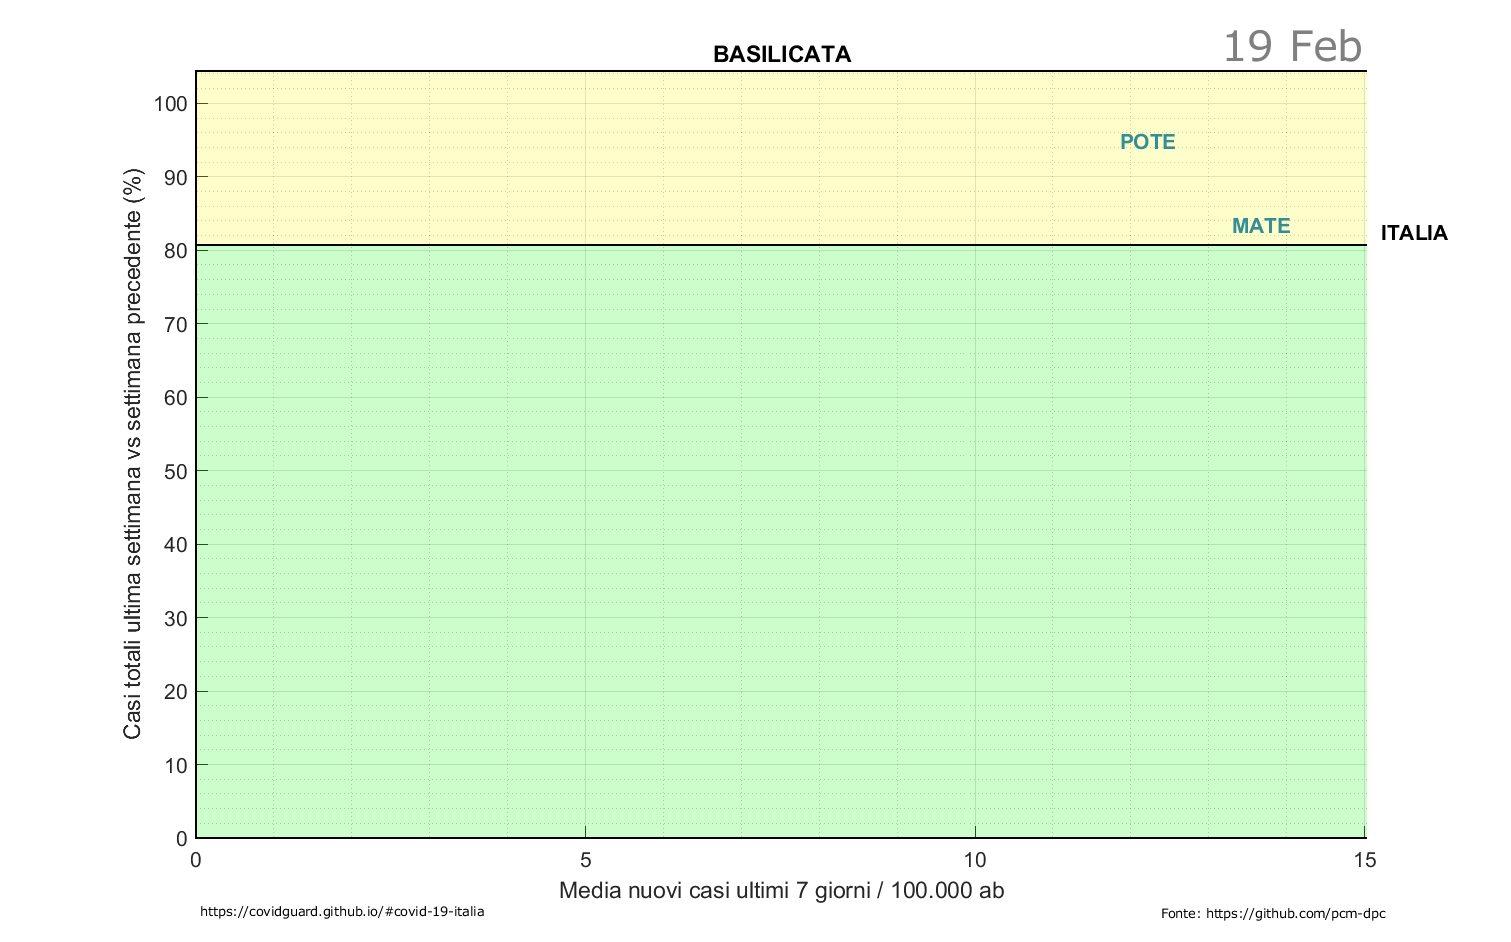 BASILICATA
19 Feb
100
POTE
90
MATE
ITALIA
80
70
60
50
40
30
20
10
0
Casi totali ultima settimana vs settimana precedente (%)
0 5 10 15
Media nuovi casi ultimi 7 giorni / 100.000 ab
https://covidguard.github.io/#covid-19-italia
Fonte: https://github.com/pcm-dpc